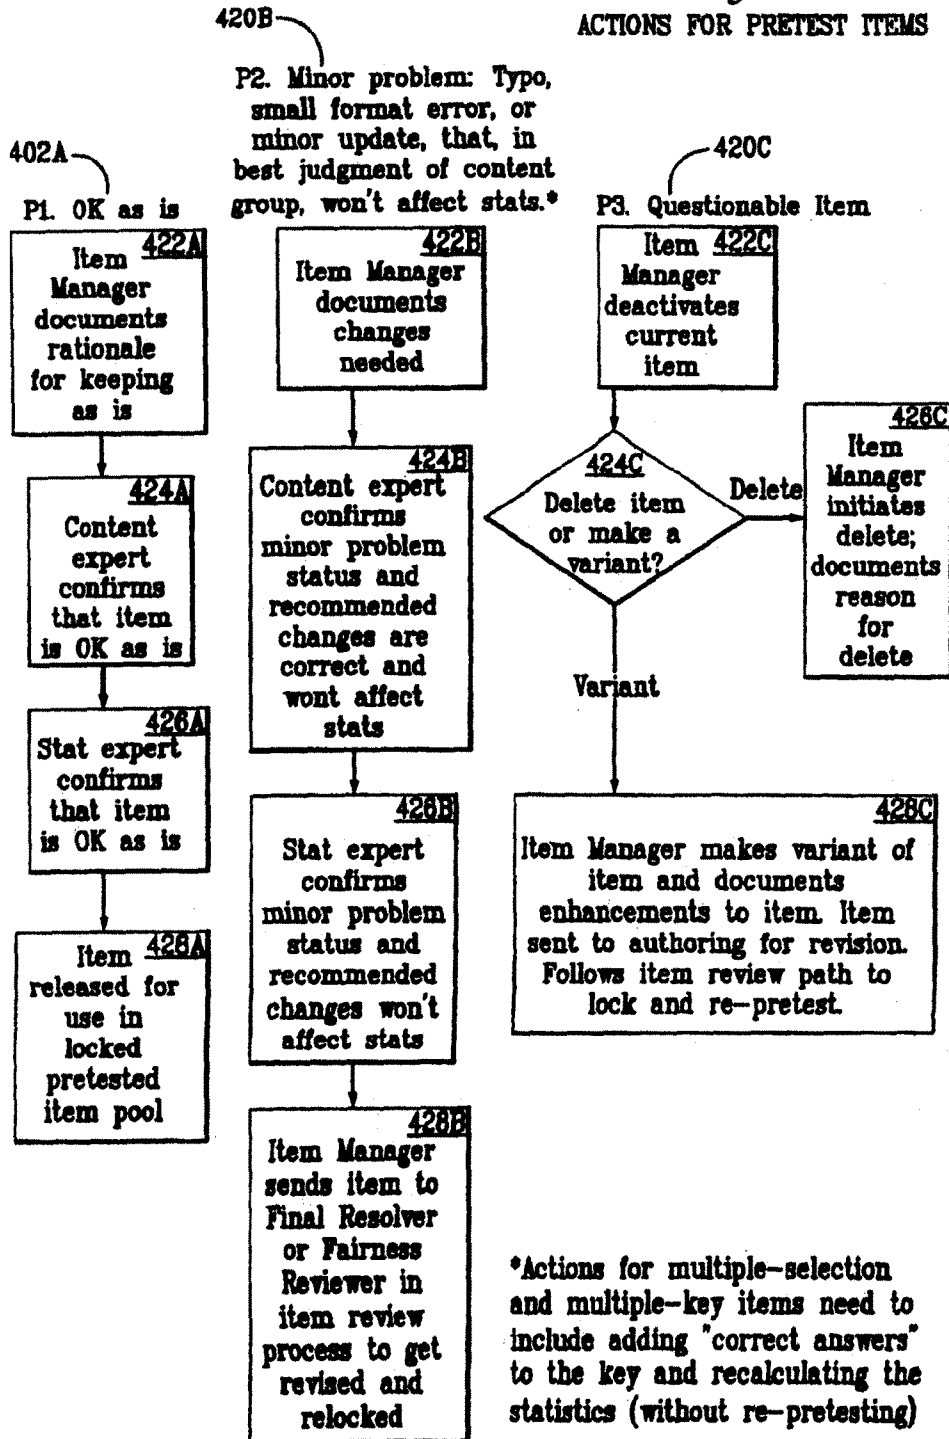 ACTIONS FOR PRETEST ITEMS
402A
P1. OK as is
422A
Item
Manager
documents
rationale
for keeping
as is
424A
Content
expert
confirms
that item
is OK as is
426A
Stat expert
confirms
that item
is OK as is
428A
Item
released for
use in
locked
pretested
item pool
420B
P2. Minor problem: Typo,
small format error, or
minor update, that, in
best judgment of content
group, won't affect stats.*
422B
Item Manager
documents
changes
needed
424B
Content expert
confirms
minor problem
status and
recommended
changes are
correct and
wont affect
stats
426B
Stat expert
confirms
minor problem
status and
recommended
changes won't
affect stats
428B
Item Manager
sends item to
Final Resolver
or Fairness
Reviewer in
item review
process to get
revised and
relocked
420C
P3. Questionable Item
422C
Item
Manager
deactivates
current
item
424C
Delete item
or make a
variant?
Delete
426C
Item
Manager
initiates
delete;
documents
reason
for
delete
Variant
428C
Item Manager makes variant of
item and documents
enhancements to item. Item
sent to authoring for revision.
Follows item review path to
lock and re-pretest.
*Actions for multiple-selection
and multiple-key items need to
include adding "correct answers"
to the key and recalculating the
statistics (without re-pretesting)